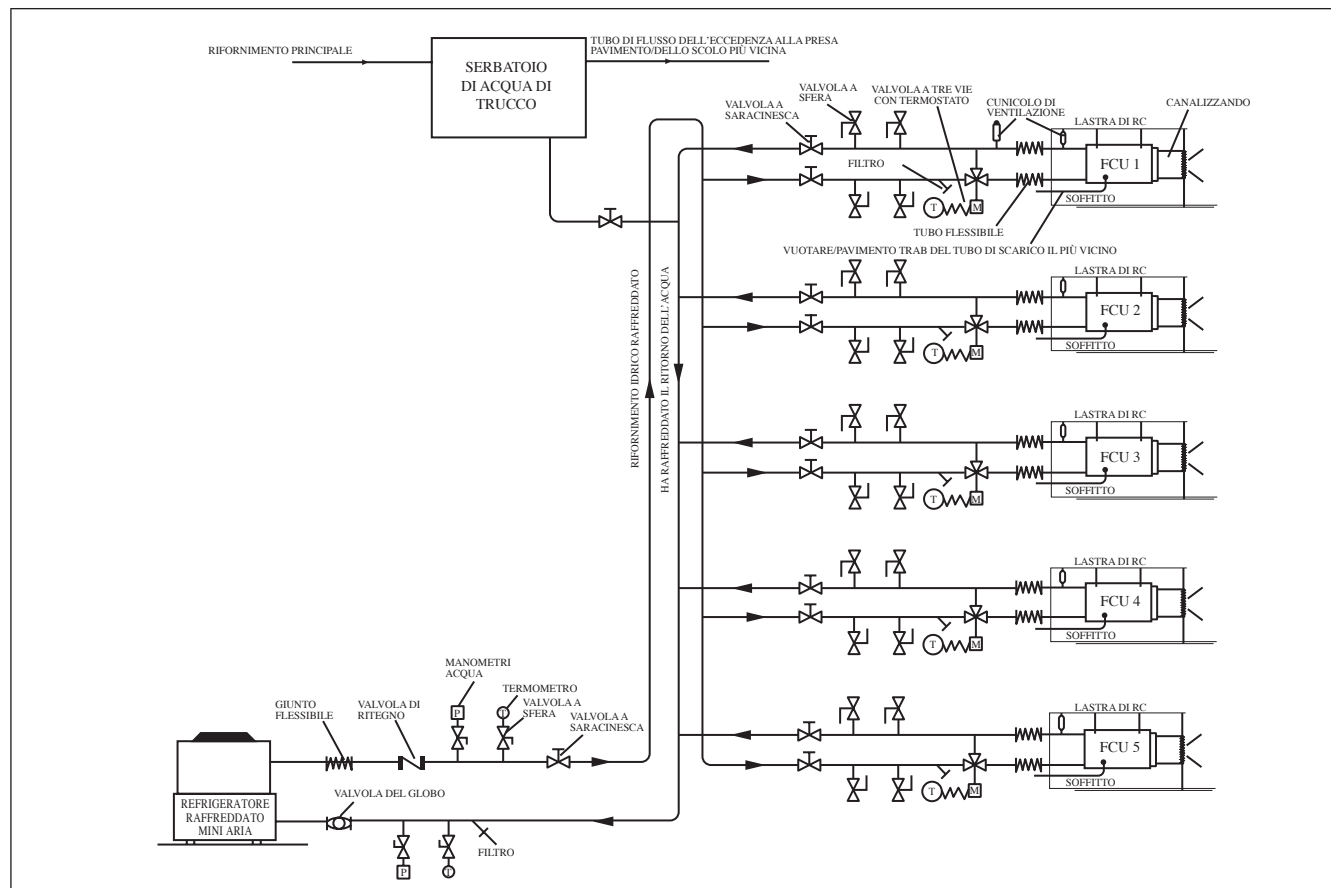 RIFORNIMENTO PRINCIPALE
TUBO DI FLUSSO DELL'ECCEDENZA ALLA PRESA
PAVIMENTO/DELLO SCOLO PIÙ VICINA
SERBATOIO
DI ACQUA DI
TRUCCO
VALVOLA A
SARACINESCA
VALVOLA A
SFERA
VALVOLA A TRE VIE
CON TERMOSTATO
CUNICOLO DI
VENTILAZIONE
LASTRA DI RC
CANALIZZANDO
FILTRO
FCU 1
T
M
SOFFITTO
TUBO FLESSIBILE
VUOTARE/PAVIMENTO TRAB DEL TUBO DI SCARICO IL PIÙ VICINO
RIFORNIMENTO IDRICO RAFFREDDATO
HA RAFFREDDATO IL RITORNO DELL'ACQUA
LASTRA DI RC
FCU 2
T
M
SOFFITTO
LASTRA DI RC
FCU 3
T
M
SOFFITTO
LASTRA DI RC
FCU 4
T
M
SOFFITTO
LASTRA DI RC
FCU 5
T
M
SOFFITTO
MANOMETRI
ACQUA
TERMOMETRO
VALVOLA A
SFERA
VALVOLA A
SARACINESCA
GIUNTO
FLESSIBILE
VALVOLA DI
RITEGNO
P
T
VALVOLA DEL GLOBO
REFRIGERATORE
RAFFREDDATO
MINI ARIA
FILTRO
P
T